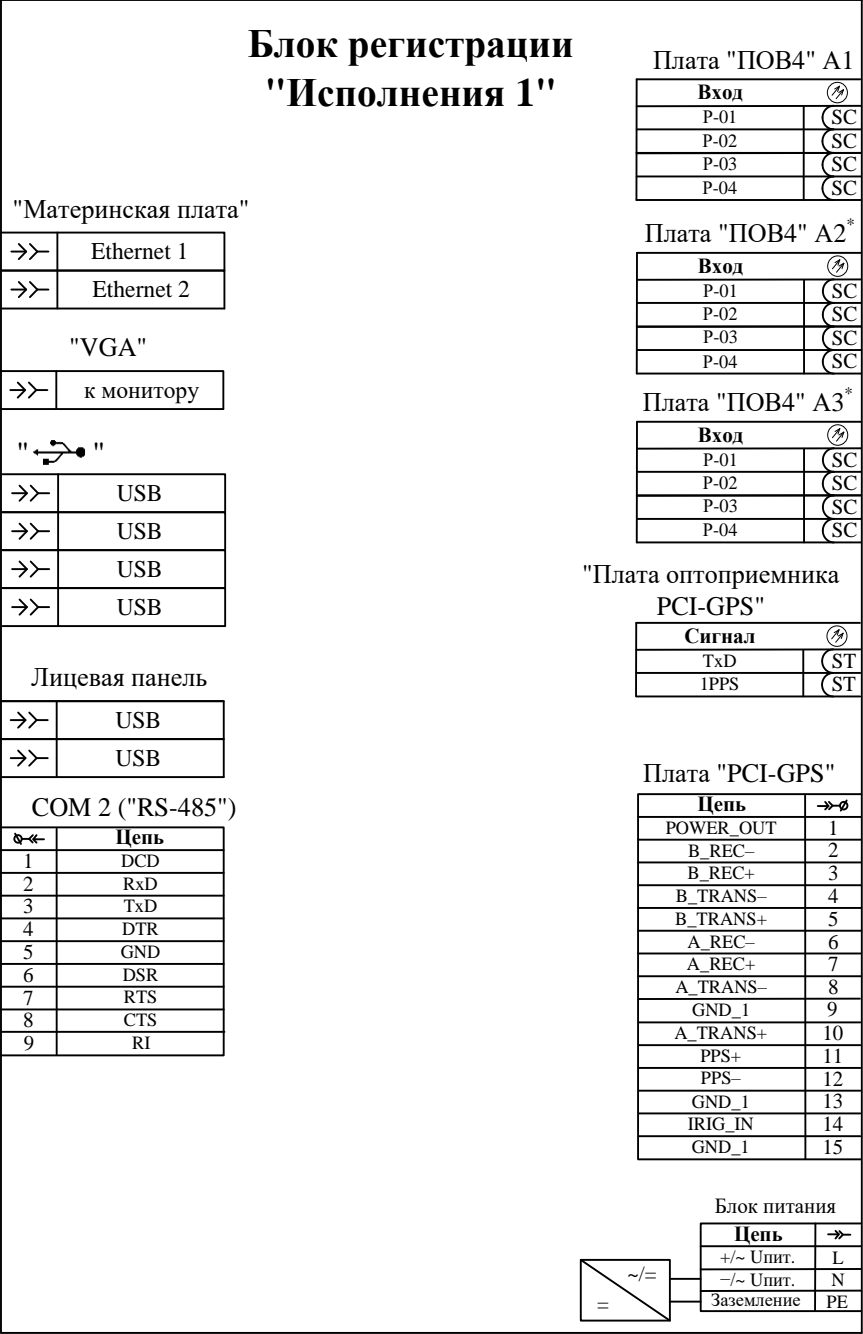 Блок регистрации
"Исполнения 1"
"Материнская плата"
Ethernet 1
Ethernet 2
"VGA"
к монитору
" "
USB
USB
USB
USB
Лицевая панель
USB
USB
COM 2 ("RS-485")
Цепь
1 DCD
2 RxD
3 TxD
4 DTR
5 GND
6 DSR
7 RTS
8 CTS
9 RI
Плата "ПОВ4" А1
Вход
P-01 SC
P-02 SC
P-03 SC
P-04 SC
Плата "ПОВ4" А2*
Вход
P-01 SC
P-02 SC
P-03 SC
P-04 SC
Плата "ПОВ4" А3*
Вход
P-01 SC
P-02 SC
P-03 SC
P-04 SC
"Плата оптоприемника
PCI-GPS"
Сигнал
TxD ST
1PPS ST
Плата "PCI-GPS"
Цепь
POWER_OUT 1
B_REC– 2
B_REC+ 3
B_TRANS– 4
B_TRANS+ 5
A_REC– 6
A_REC+ 7
A_TRANS– 8
GND_1 9
A_TRANS+ 10
PPS+ 11
PPS– 12
GND_1 13
IRIG_IN 14
GND_1 15
Блок питания
Цепь
+/~ Uпит. L
–/~ Uпит. N
Заземление PE
~/=
=